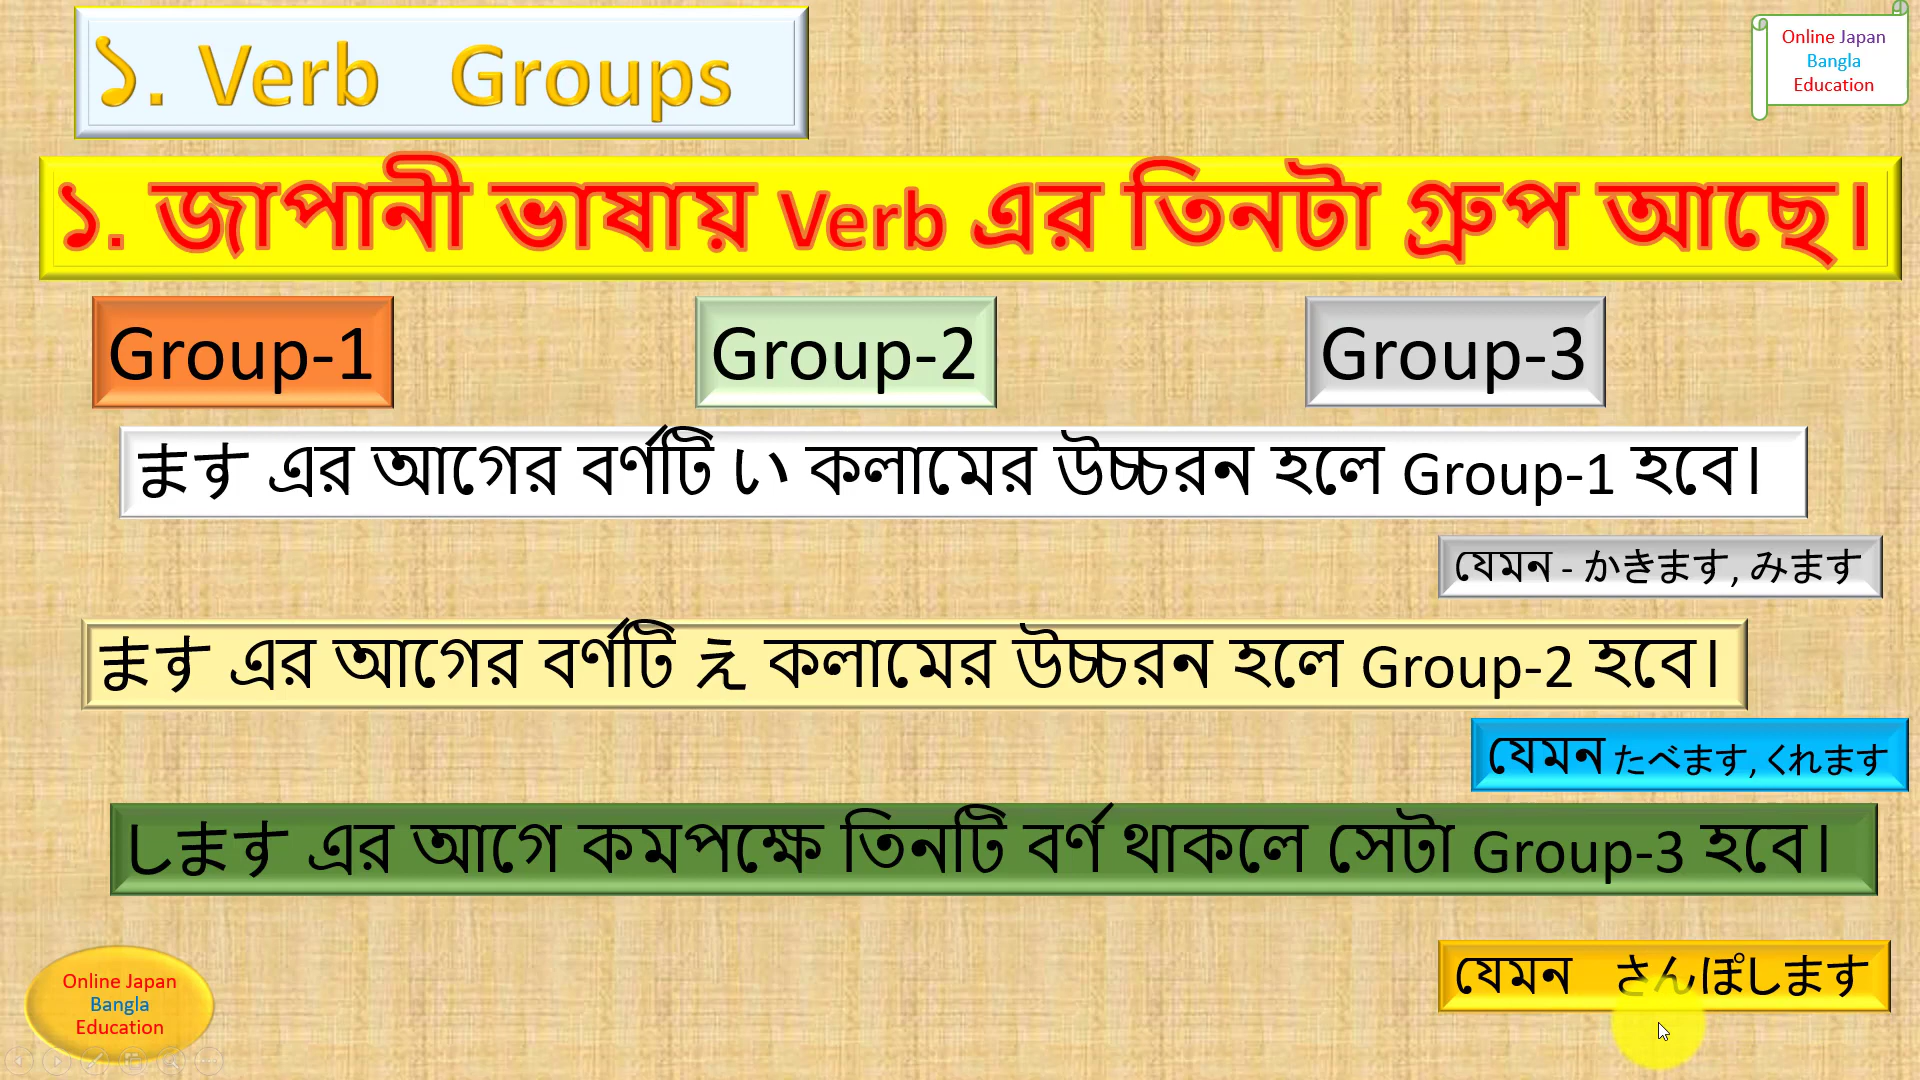 ১. Verb Groups
Online Japan
Bangla
Education
১. জাপানী ভাষায় Verb এর তিনটা গ্রুপ আছে।
Group-1
Group-2
Group-3
ます এর আগের বর্ণটি い কলামের উচ্চরন হলে Group-1 হবে।
যেমন - かきます, みます
ます এর আগের বর্ণটি え কলামের উচ্চরন হলে Group-2 হবে।
যেমন たべます, くれます
します এর আগে কমপক্ষে তিনটি বর্ণ থাকলে সেটা Group-3 হবে।
যেমন さんぽします
Online Japan
Bangla
Education